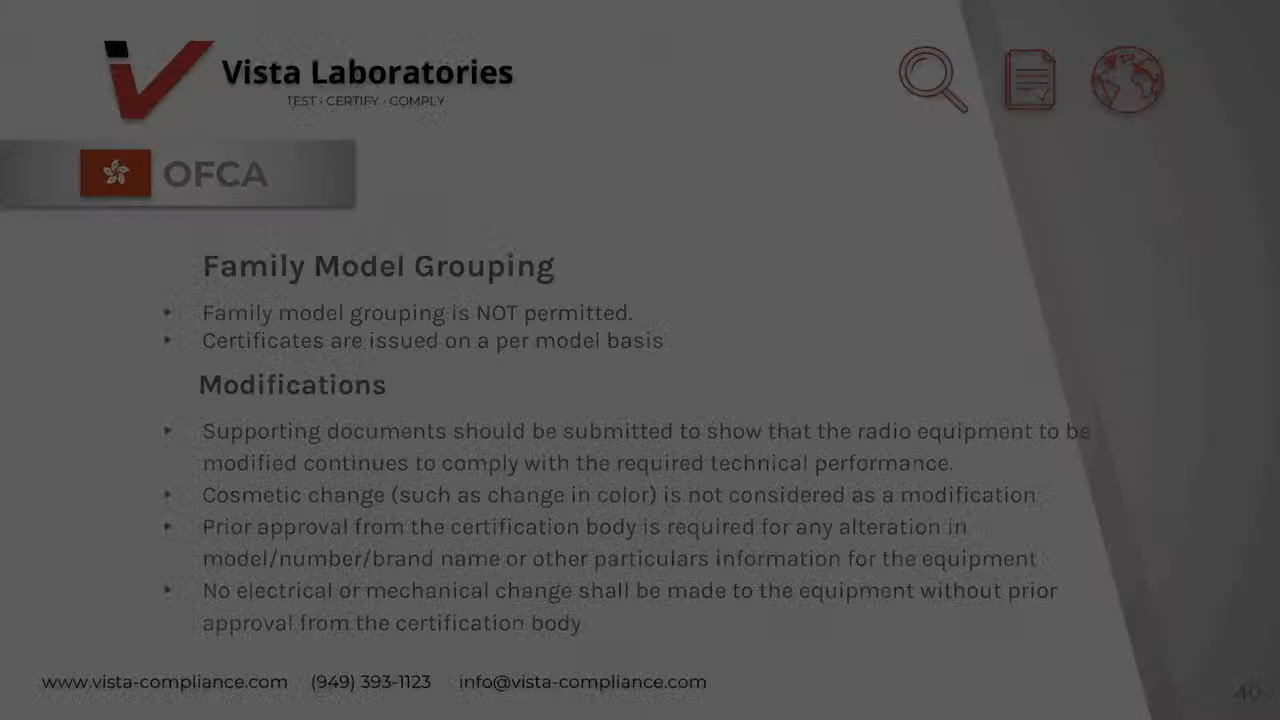 Vista Laboratories
TEST · CERTIFY · COMPLY
OFCA
Family Model Grouping
• Family model grouping is NOT permitted.
• Certificates are issued on a per model basis
Modifications
• Supporting documents should be submitted to show that the radio equipment to be
modified continues to comply with the required technical performance.
• Cosmetic change (such as change in color) is not considered as a modification
• Prior approval from the certification body is required for any alteration in
model/number/brand name or other particulars information for the equipment
• No electrical or mechanical change shall be made to the equipment without prior
approval from the certification body
www.vista-compliance.com (949) 393-1123 info@vista-compliance.com
40